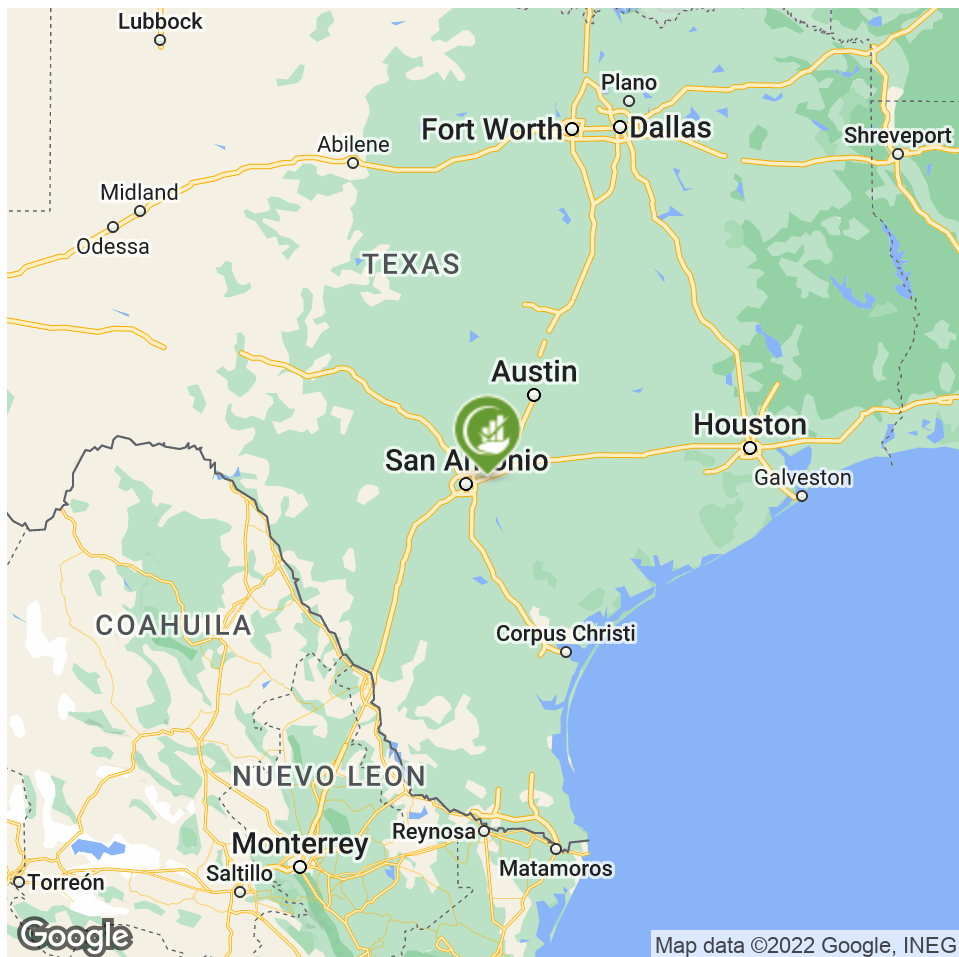 Lubbock
Plano
Fort Worth
Dallas
Shreveport
Abilene
Midland
Odessa
TEXAS
Austin
Houston
San Antonio
Galveston
COAHUILA
Corpus Christi
NUEVO LEON
Reynosa
Monterrey
Matamoros
Saltillo
Torreón
Google
Map data ©2022 Google, INEG